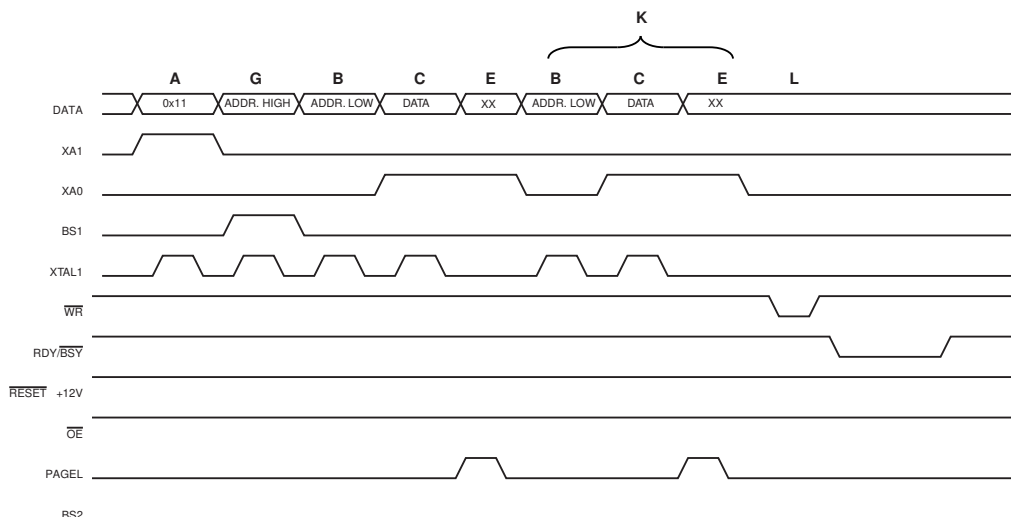 K
A G B C E B C E L
DATA 0x11 ADDR. HIGH ADDR. LOW DATA XX ADDR. LOW DATA XX
XA1
XA0
BS1
XTAL1
WR
RDY/BSY
RESET +12V
OE
PAGEL
BS2